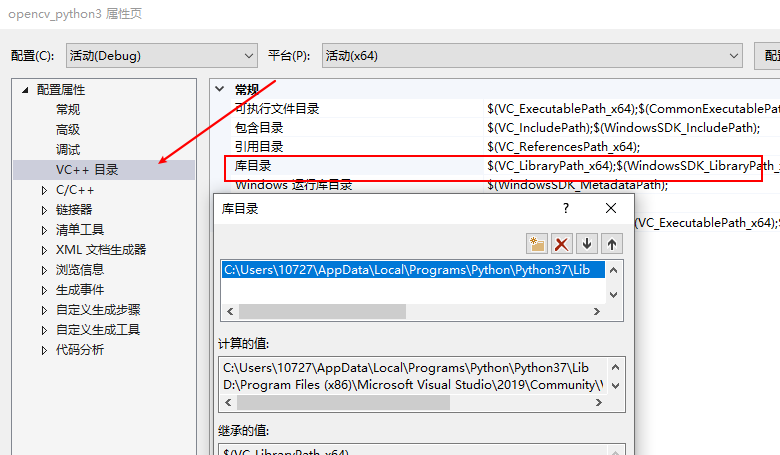 opencv_python3 属性页
配置(C): 活动(Debug) 平台(P): 活动(x64) 配置
配置属性
常规
高级
调试
VC++ 目录
C/C++
链接器
清单工具
XML 文档生成器
浏览信息
生成事件
自定义生成步骤
自定义生成工具
代码分析
常规
可执行文件目录 $(VC_ExecutablePath_x64);$(CommonExecutablePath
包含目录 $(VC_IncludePath);$(WindowsSDK_IncludePath);
引用目录 $(VC_ReferencesPath_x64);
库目录 $(VC_LibraryPath_x64);$(WindowsSDK_LibraryPath_
Windows 运行库目录 $(WindowsSDK_MetadataPath);
(VC_ExecutablePath_x64);$
库目录 ?
C:\Users\10727\AppData\Local\Programs\Python\Python37\Lib
计算的值:
C:\Users\10727\AppData\Local\Programs\Python\Python37\Lib
D:\Program Files (x86)\Microsoft Visual Studio\2019\Community\
继承的值:
$(VC_LibraryPath_x64)